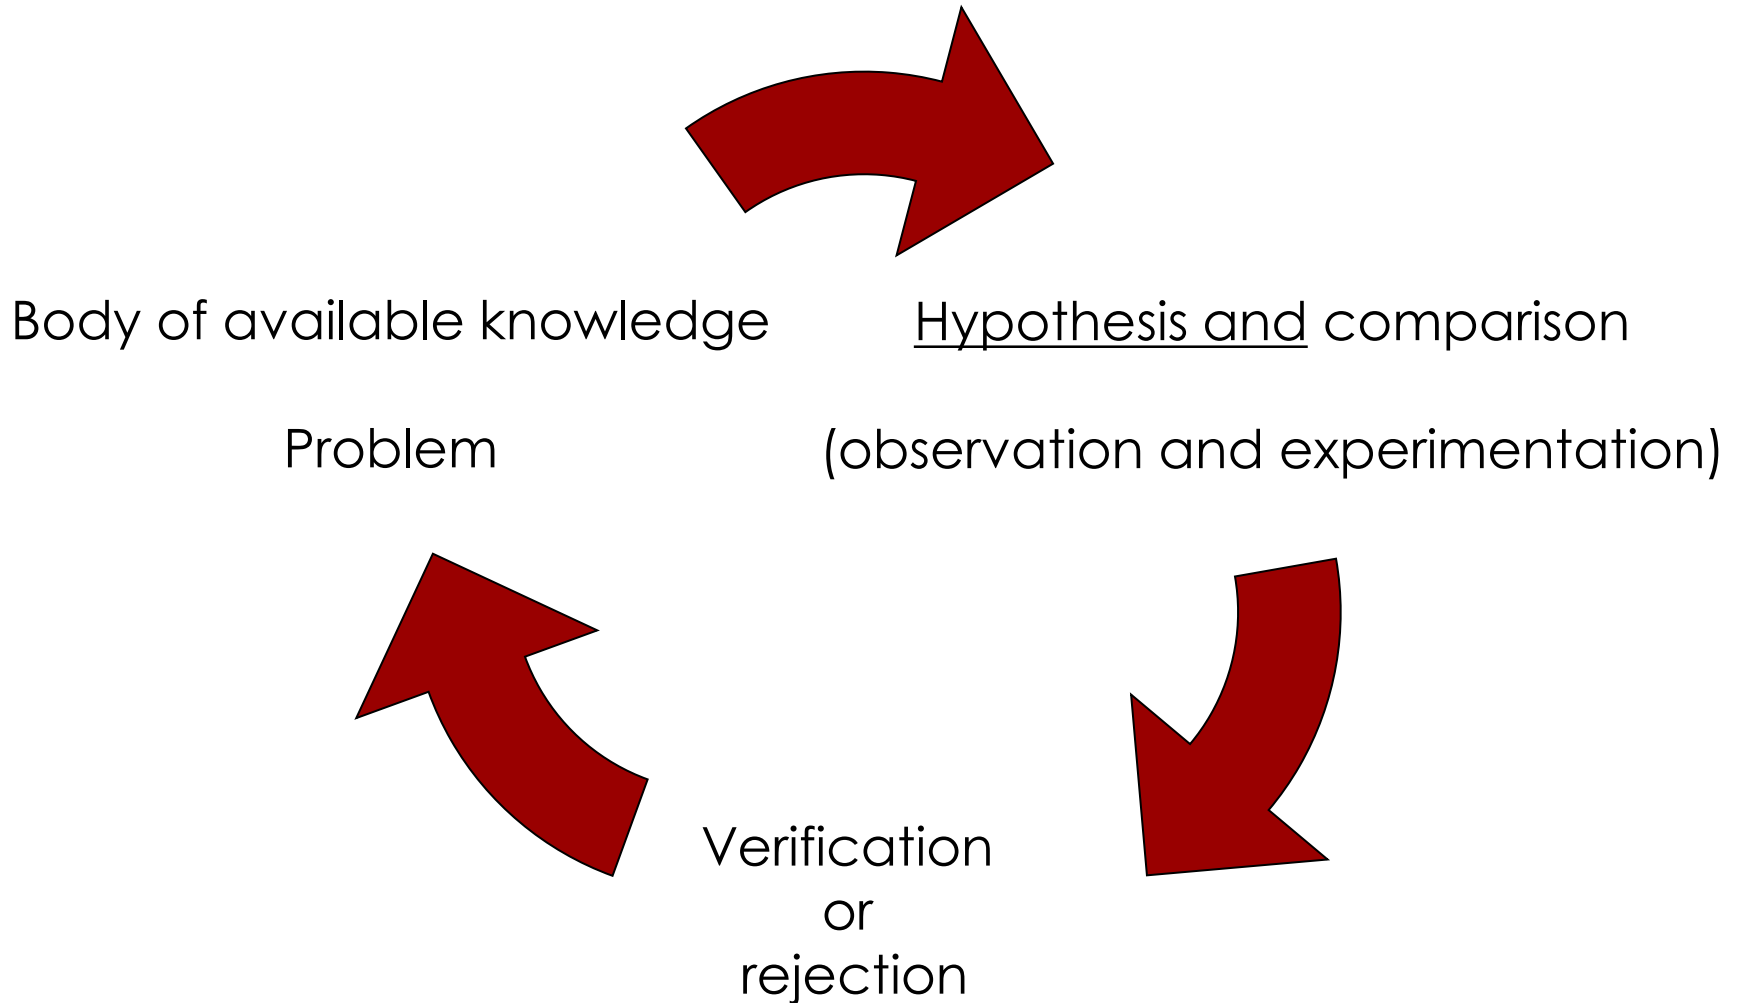 Body of available knowledge
Problem
Hypothesis and comparison
(observation and experimentation)
Verification
or
rejection